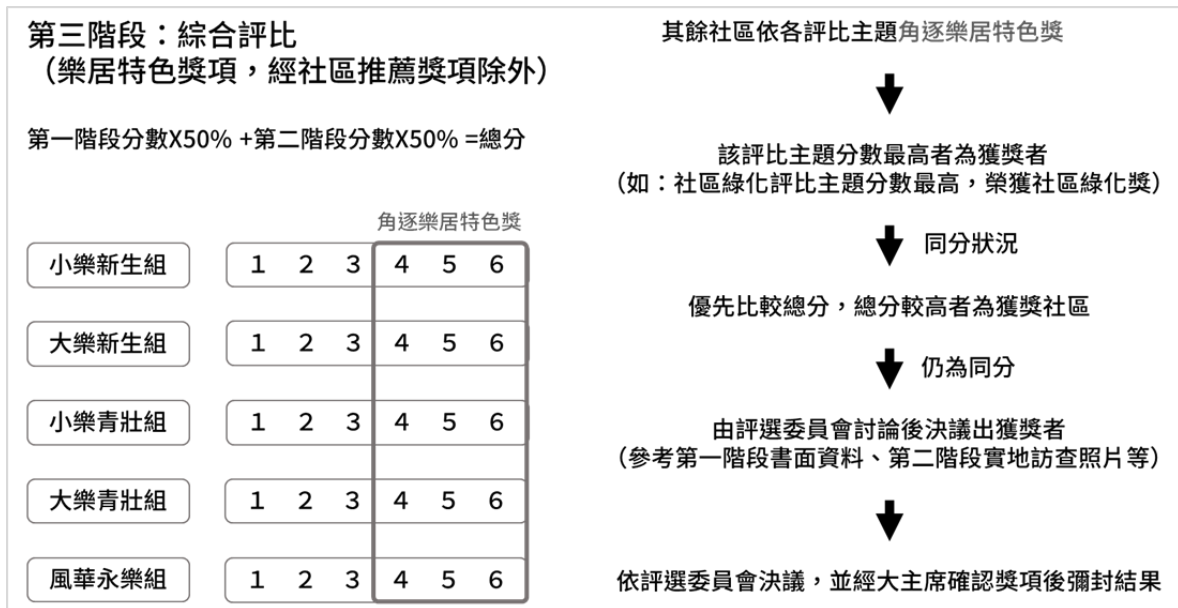 第三階段：綜合評比
（樂居特色獎項，經社區推薦獎項除外）
第一階段分數X50% +第二階段分數X50% =總分
角逐樂居特色獎
小樂新生組 1 2 3 4 5 6
大樂新生組 1 2 3 4 5 6
小樂青壯組 1 2 3 4 5 6
大樂青壯組 1 2 3 4 5 6
風華永樂組 1 2 3 4 5 6
其餘社區依各評比主題角逐樂居特色獎
該評比主題分數最高者為獲獎者
（如：社區綠化評比主題分數最高，榮獲社區綠化獎）
同分狀況
優先比較總分，總分較高者為獲獎社區
仍為同分
由評選委員會討論後決議出獲獎者
（參考第一階段書面資料、第二階段實地訪查照片等）
依評選委員會決議，並經大主席確認獎項後彌封結果